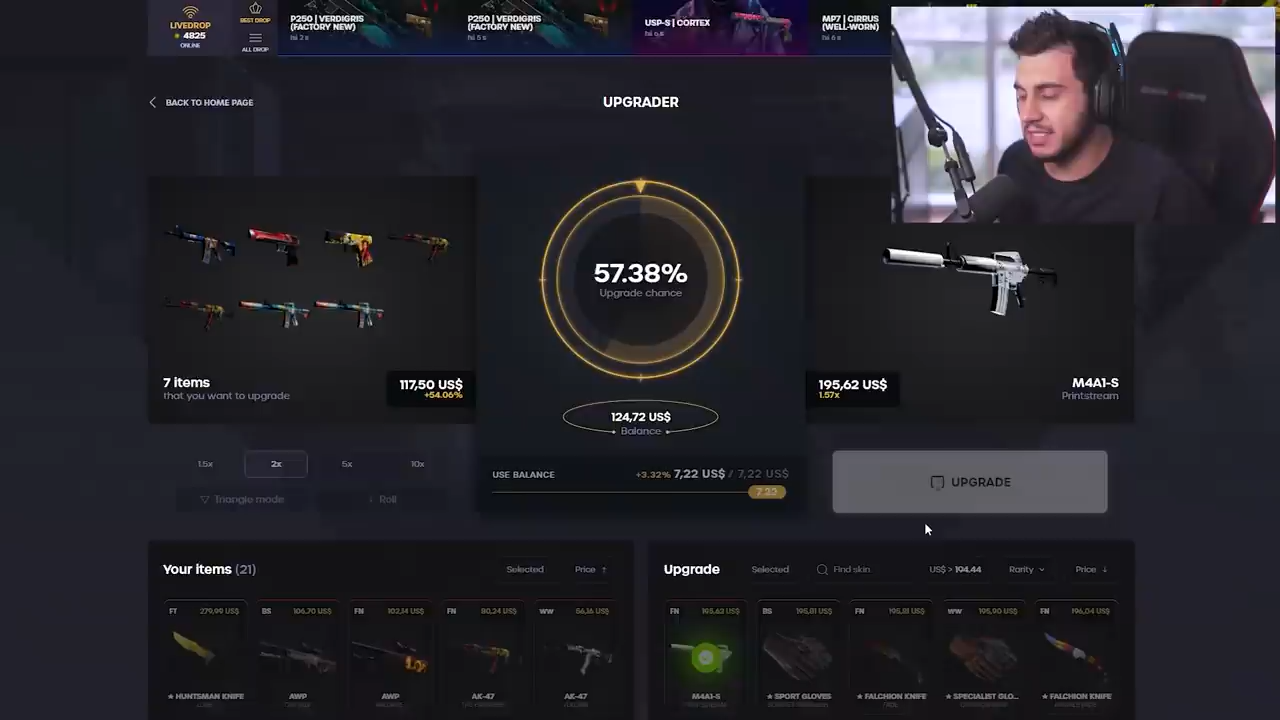 LIVEDROP
4825
ONLINE
BEST DROP
ALL DROP
P250 | VERDIGRIS
(FACTORY NEW)
P250 | VERDIGRIS
(FACTORY NEW)
USP-S | CORTEX
MP7 | CIRRUS
(WELL-WORN)
BACK TO HOME PAGE
UPGRADER
57.38%
Upgrade chance
7 items
that you want to upgrade
117,50 US$
+54.06%
195,62 US$
1.57x
M4A1-S
Printstream
124,72 US$
Balance
1.5x
2x
5x
10x
USE BALANCE
+3.32% 7,22 US$ / 7,22 US$
7.22
UPGRADE
Triangle mode
Roll
Your items (21)
Selected
Price ↑
Upgrade
Selected
Find skin
US$ > 194.44
Rarity
Price ↓
FT 279,99 US$
BS 106,70 US$
FN 102,14 US$
FN 80,24 US$
WW 56,16 US$
FN 195,62 US$
BS 195,81 US$
FN 195,81 US$
WW 195,90 US$
FN 196,04 US$
★ HUNTSMAN KNIFE
AWP
AWP
AK-47
AK-47
M4A1-S
★ SPORT GLOVES
★ FALCHION KNIFE
★ SPECIALIST GLO...
★ FALCHION KNIFE